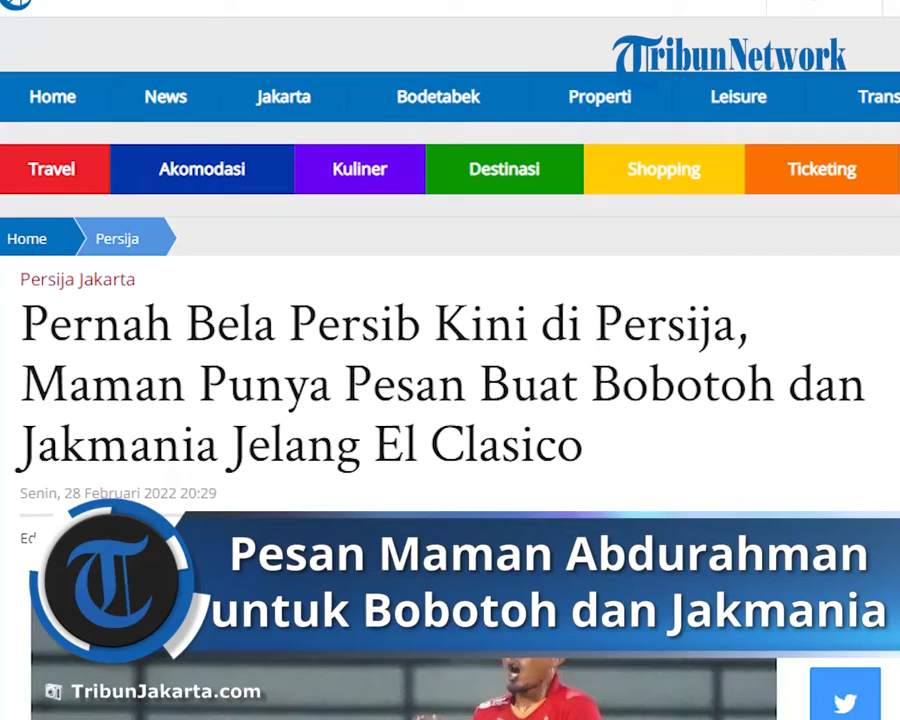 TribunNetwork
Home News Jakarta Bodetabek Properti Leisure Trans
Travel Akomodasi Kuliner Destinasi Shopping Ticketing
Home Persija
Persija Jakarta
Pernah Bela Persib Kini di Persija,
Maman Punya Pesan Buat Bobotoh dan
Jakmania Jelang El Clasico
Senin, 28 Februari 2022 20:29
Ed
Pesan Maman Abdurahman
untuk Bobotoh dan Jakmania
T
TribunJakarta.com